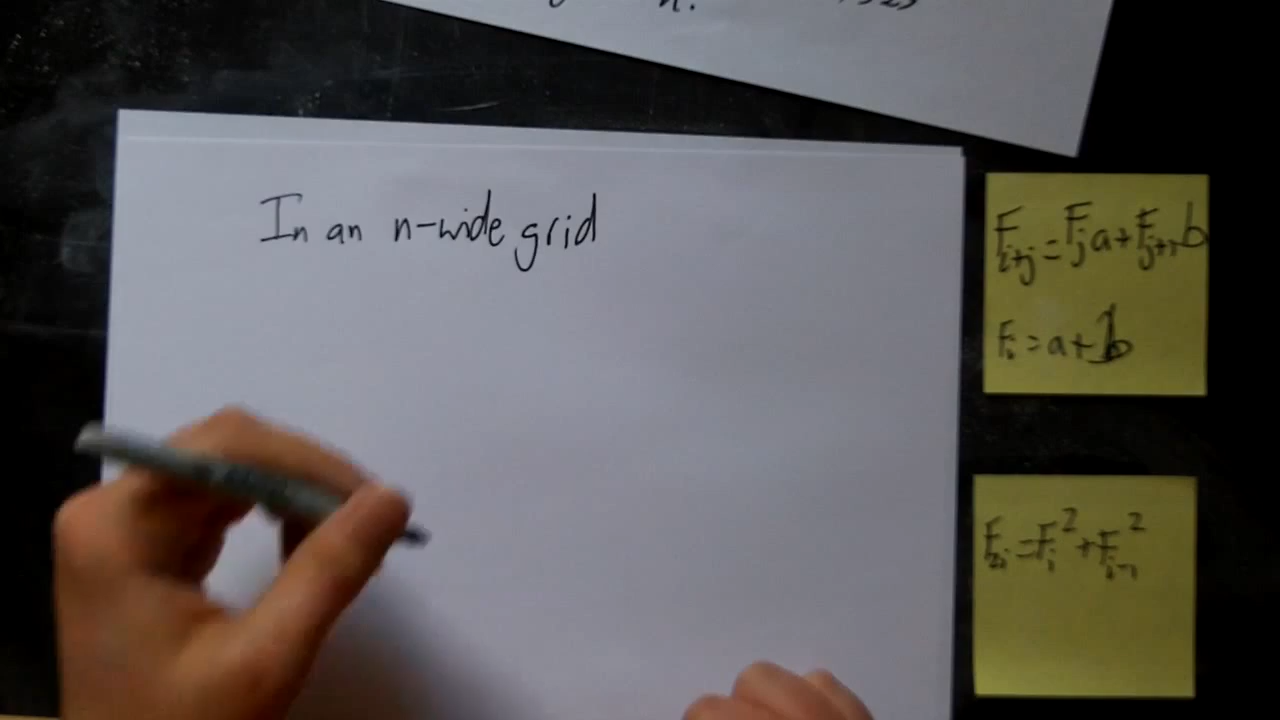 In an n-wide grid
F_{i+j} = F_j a + F_{j+1} b
F_i = a + b
F_{2i} = F_i^2 + F_{i-1}^2